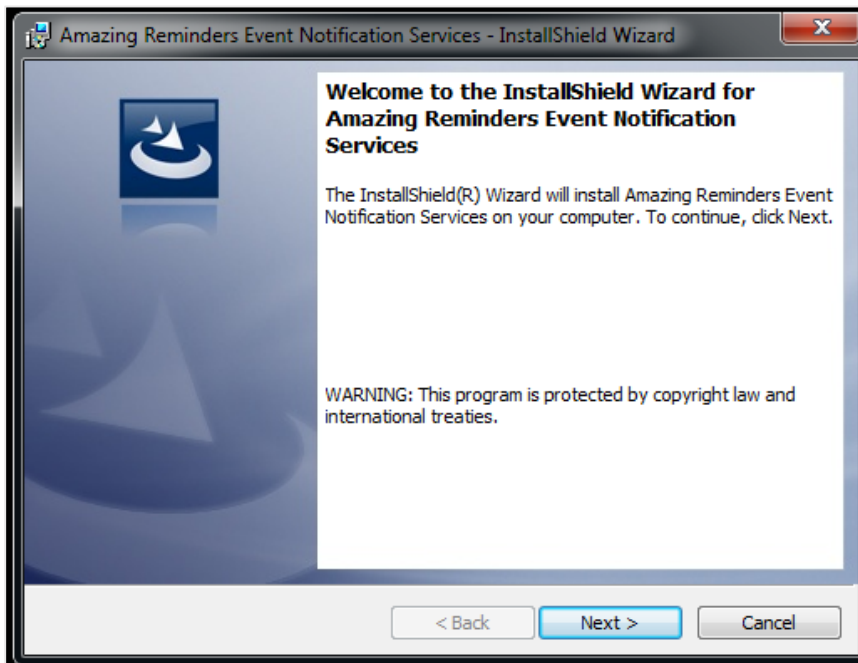 Amazing Reminders Event Notification Services - InstallShield Wizard
X
Welcome to the InstallShield Wizard for
Amazing Reminders Event Notification
Services
The InstallShield(R) Wizard will install Amazing Reminders Event
Notification Services on your computer. To continue, click Next.
WARNING: This program is protected by copyright law and
international treaties.
< Back
Next >
Cancel